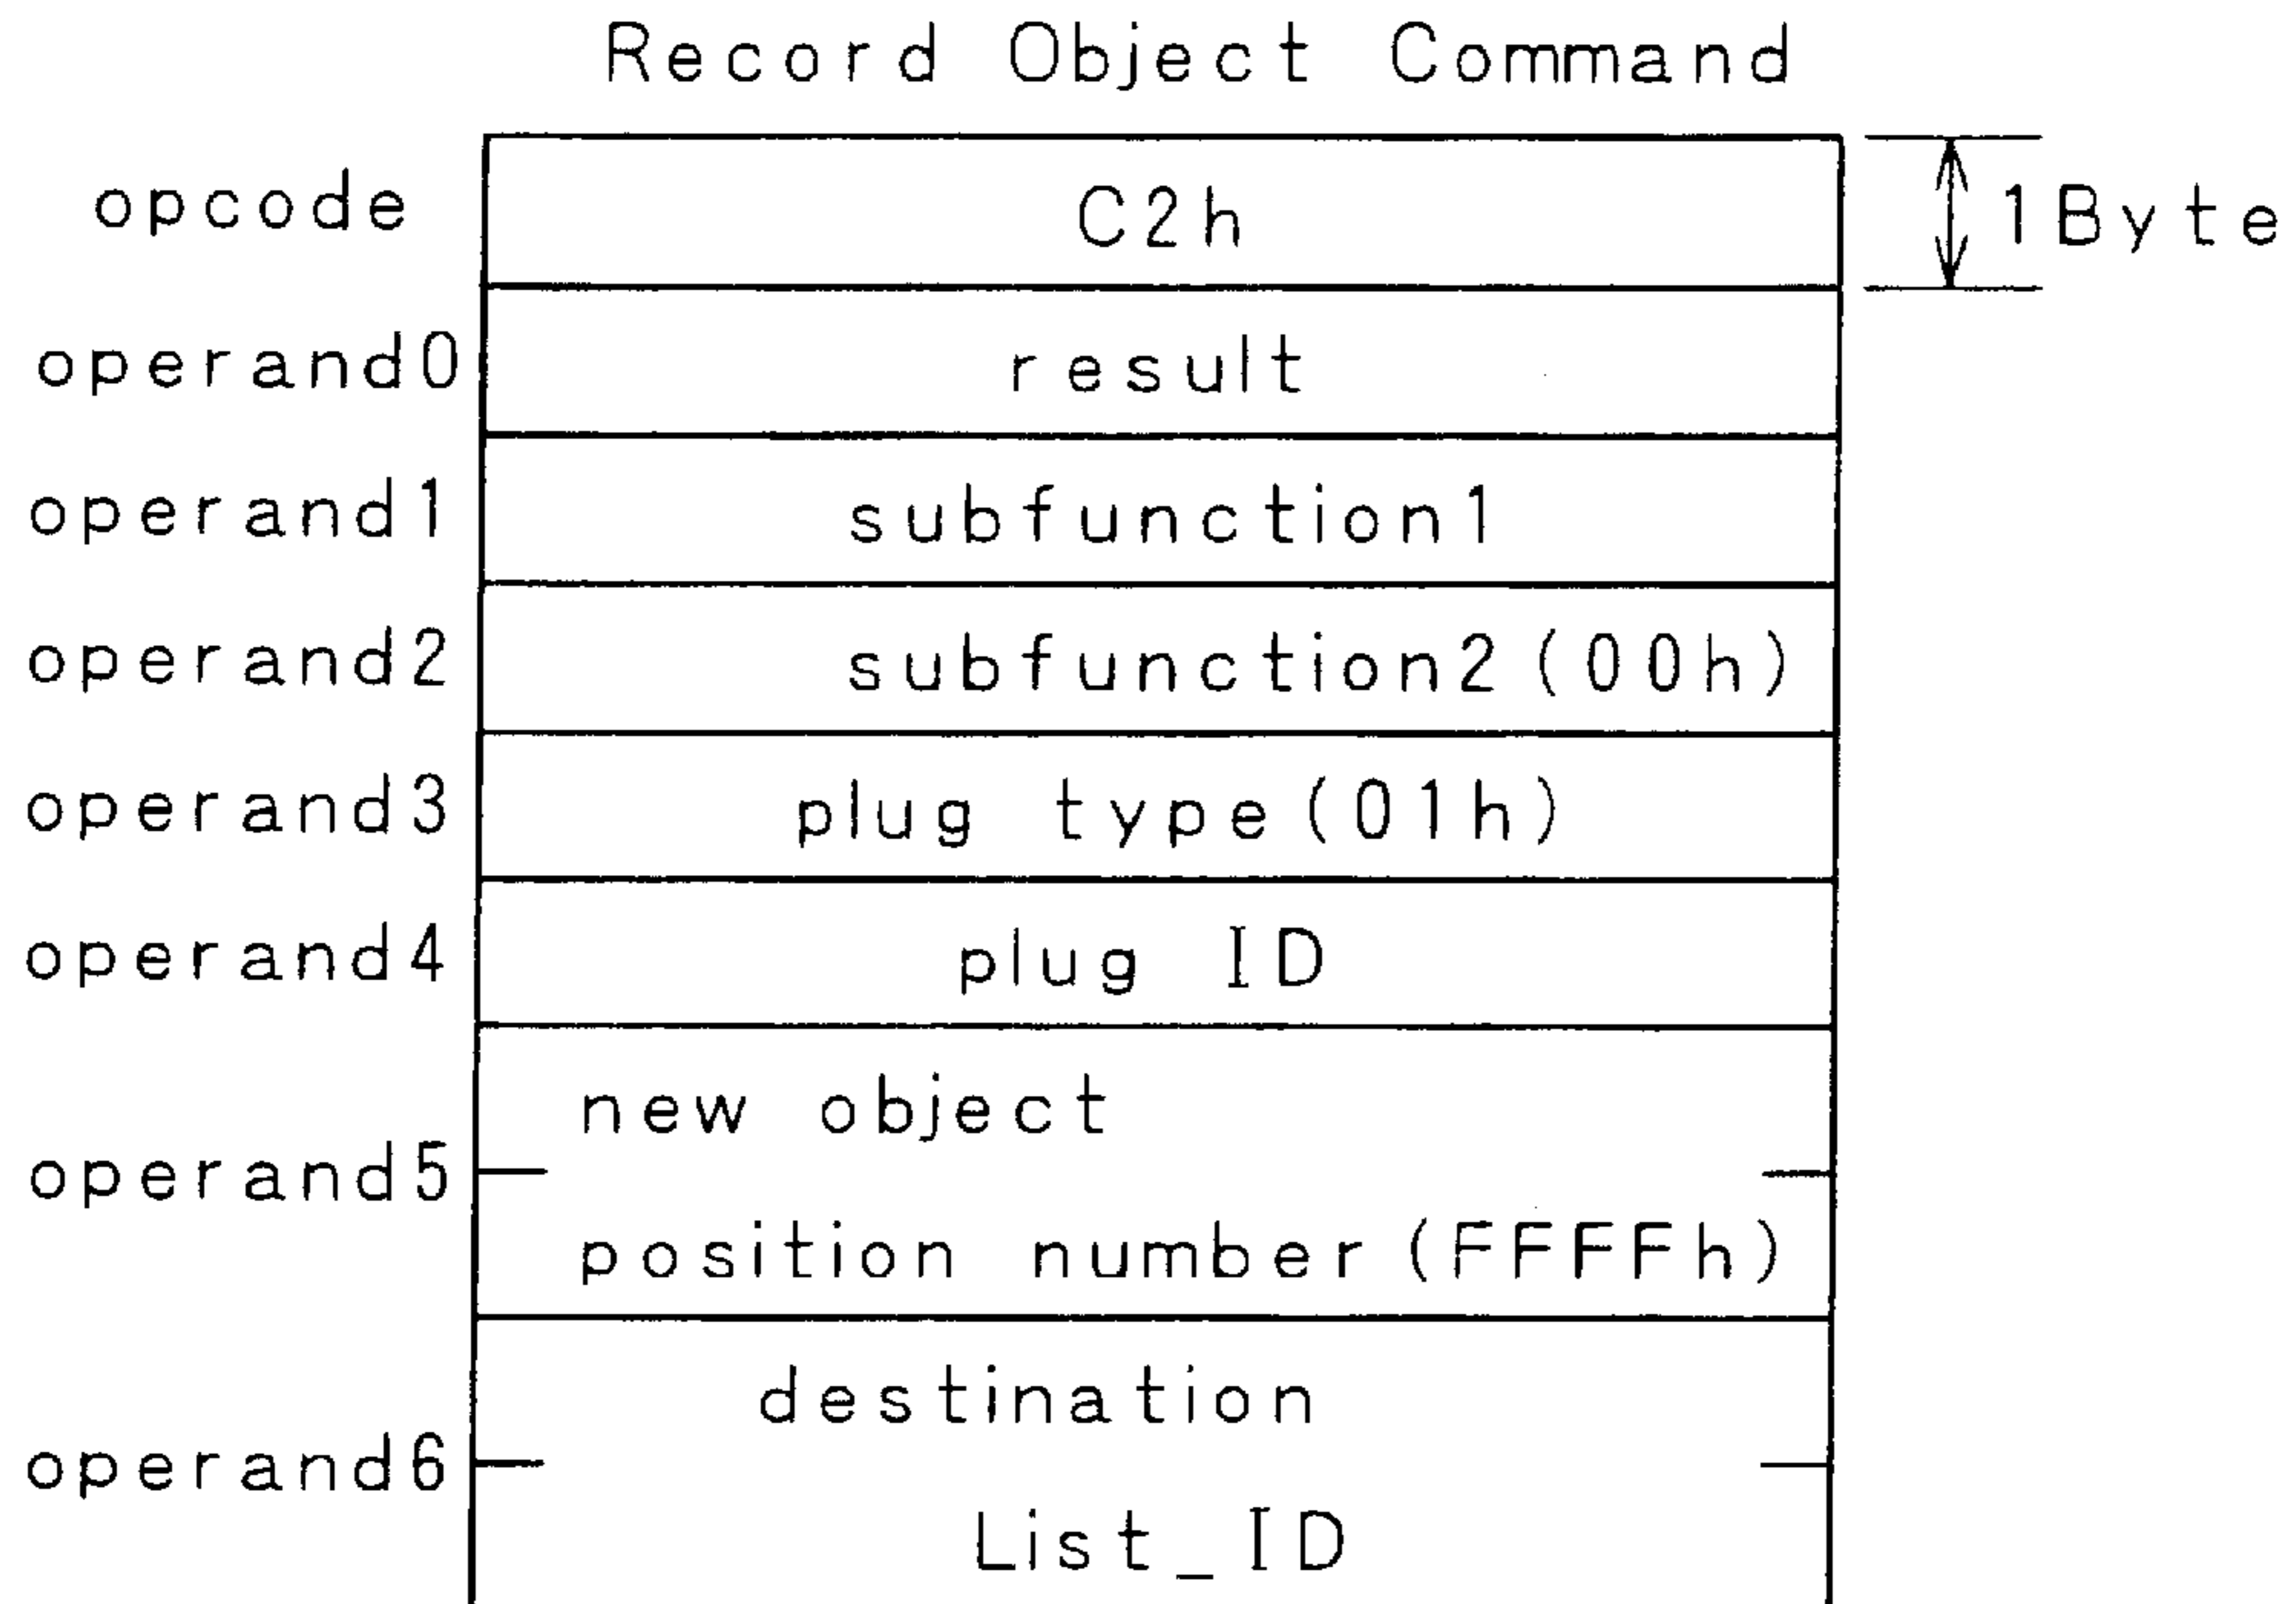 Record Object Command
opcode C2h 1Byte
operand0 result
operand1 subfunction1
operand2 subfunction2(00h)
operand3 plug type(01h)
operand4 plug ID
new object
operand5
position number(FFFFh)
destination
operand6
List_ID